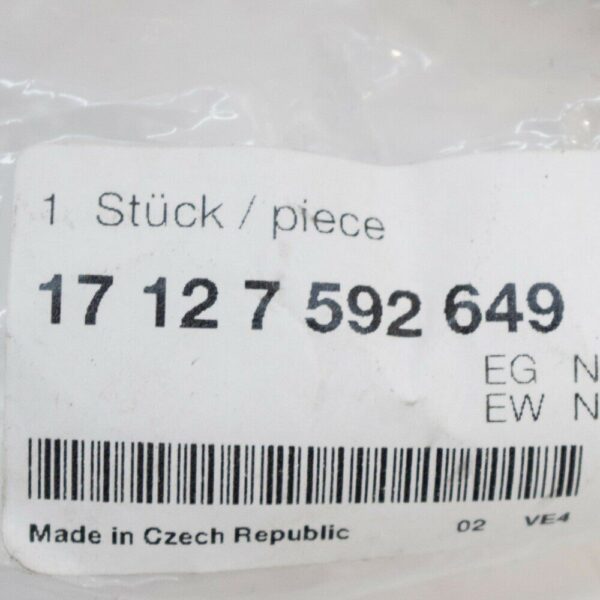 1 Stück / piece
17 12 7 592 649
EG N
EW N
Made in Czech Republic 02 VE4